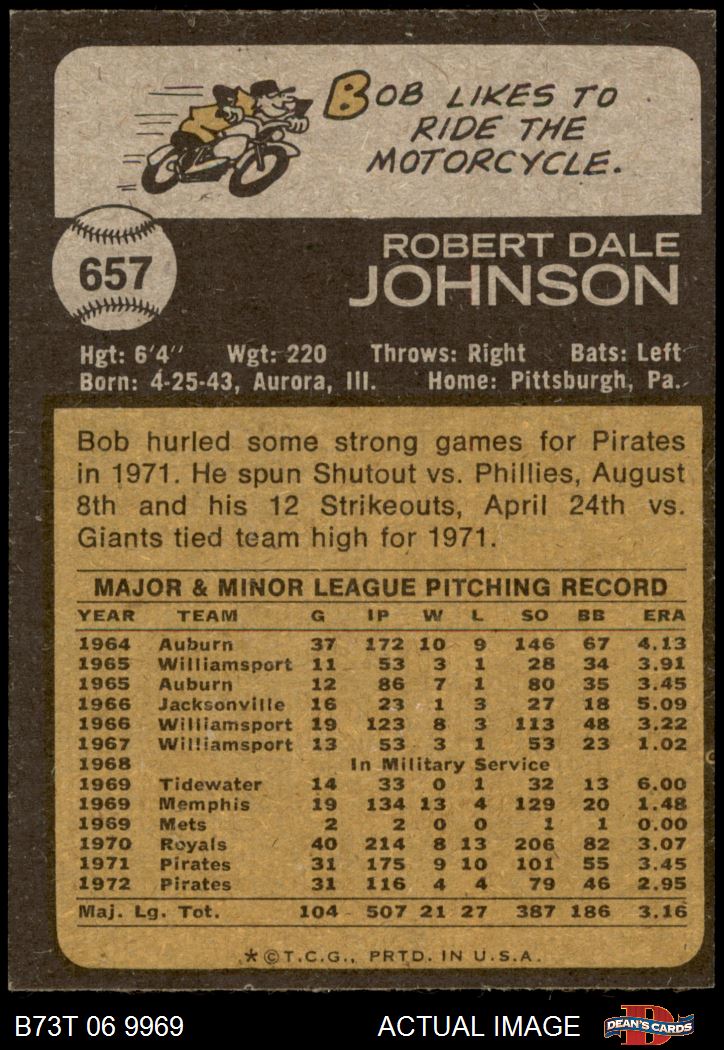 BOB LIKES TO
RIDE THE
MOTORCYCLE.
657
ROBERT DALE
JOHNSON
Hgt: 6'4" Wgt: 220 Throws: Right Bats: Left
Born: 4-25-43, Aurora, Ill. Home: Pittsburgh, Pa.
Bob hurled some strong games for Pirates
in 1971. He spun Shutout vs. Phillies, August
8th and his 12 Strikeouts, April 24th vs.
Giants tied team high for 1971.
MAJOR & MINOR LEAGUE PITCHING RECORD
YEAR TEAM G IP W L SO BB ERA
1964 Auburn 37 172 10 9 146 67 4.13
1965 Williamsport 11 53 3 1 28 34 3.91
1965 Auburn 12 86 7 1 80 35 3.45
1966 Jacksonville 16 23 1 3 27 18 5.09
1966 Williamsport 19 123 8 3 113 48 3.22
1967 Williamsport 13 53 3 1 53 23 1.02
1968 In Military Service
1969 Tidewater 14 33 0 1 32 13 6.00
1969 Memphis 19 134 13 4 129 20 1.48
1969 Mets 2 2 0 0 1 1 0.00
1970 Royals 40 214 8 13 206 82 3.07
1971 Pirates 31 175 9 10 101 55 3.45
1972 Pirates 31 116 4 4 79 46 2.95
Maj. Lg. Tot. 104 507 21 27 387 186 3.16
*©T.C.G., PRTD. IN U.S.A.
B73T 06 9969 ACTUAL IMAGE
DEAN'S CARDS